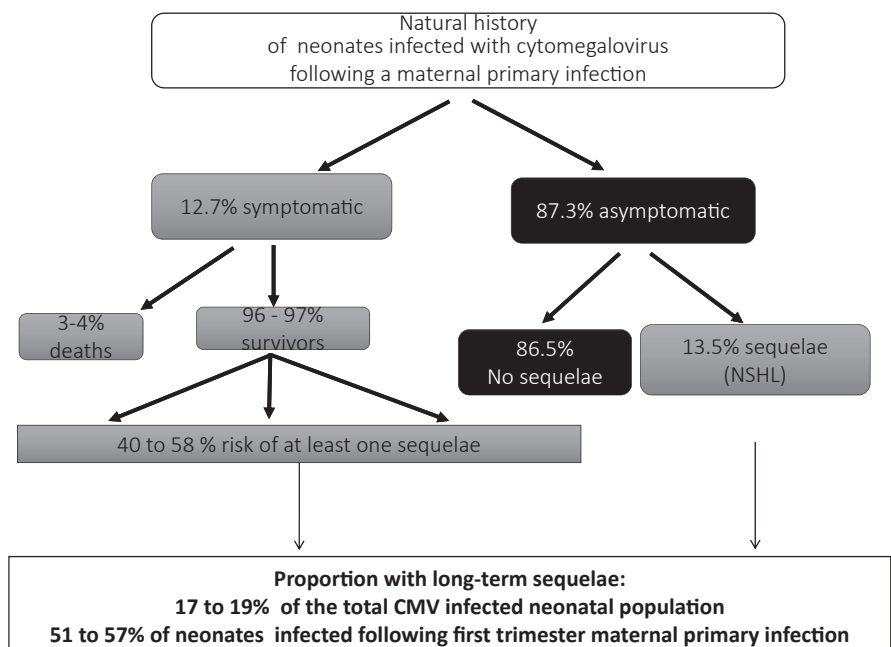 Natural history
of neonates infected with cytomegalovirus
following a maternal primary infection
12.7% symptomatic
87.3% asymptomatic
3-4%
deaths
96 - 97%
survivors
86.5%
No sequelae
13.5% sequelae
(NSHL)
40 to 58 % risk of at least one sequelae
Proportion with long-term sequelae:
17 to 19% of the total CMV infected neonatal population
51 to 57% of neonates infected following first trimester maternal primary infection